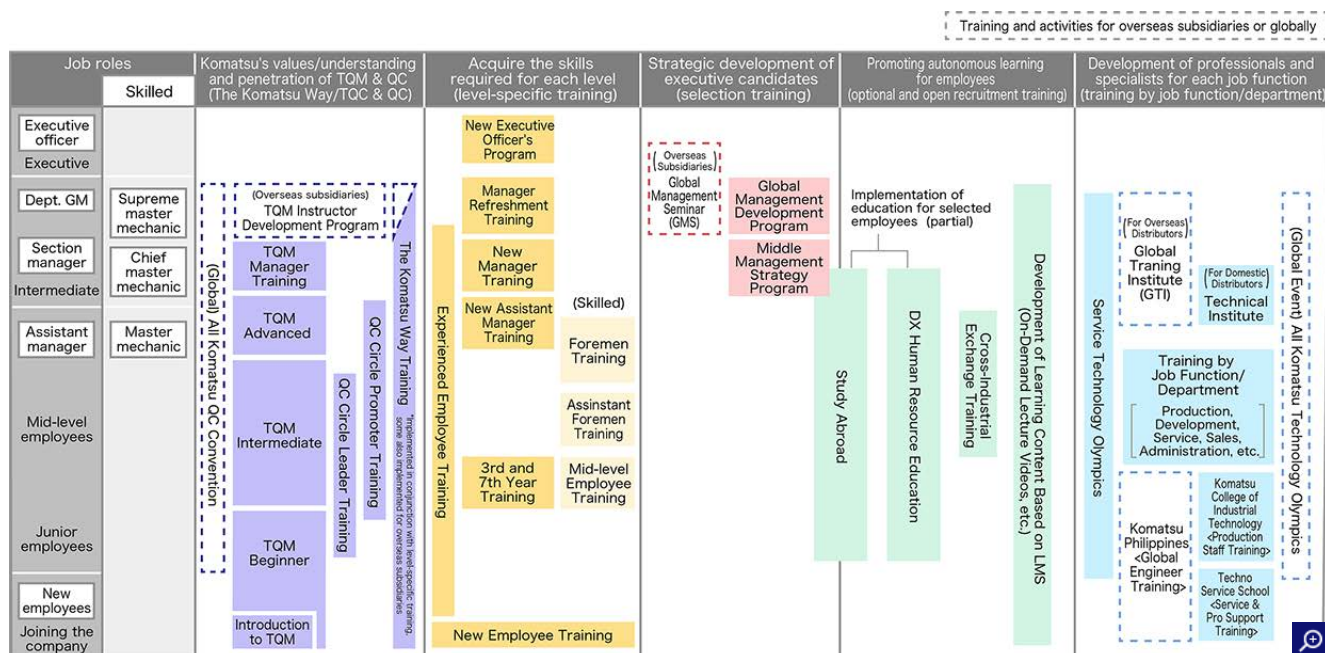 Training and activities for overseas subsidiaries or globally
Job roles
Skilled
Komatsu's values/understanding
and penetration of TQM & QC
(The Komatsu Way/TQC & QC)
Acquire the skills
required for each level
(level-specific training)
Strategic development of
executive candidates
(selection training)
Promoting autonomous learning
for employees
(optional and open recruitment training)
Development of professionals and
specialists for each job function
(training by job function/department)
Executive
officer
Executive
Dept. GM
Section
manager
Intermediate
Assistant
manager
Mid-level
employees
Junior
employees
New
employees
Joining the
company
Supreme
master
mechanic
Chief
master
mechanic
Master
mechanic
(Global) All Komatsu QC Convention
(Overseas subsidiaries)
TQM Instructor
Development Program
TQM
Manager
Training
TQM
Advanced
TQM
Intermediate
TQM
Beginner
Introduction
to TQM
QC Circle Leader Training
QC Circle Promoter Training
The Komatsu Way Training
*Implemented in conjunction with level-specific training,
some also implemented for overseas subsidiaries
Experienced Employee Training
New Executive
Officer's
Program
Manager
Refreshment
Training
New
Manager
Training
New Assistant
Manager
Training
3rd and
7th Year
Training
(Skilled)
Foremen
Training
Assinstant
Foremen
Training
Mid-level
Employee
Training
New Employee Training
(Overseas
Subsidiaries)
Global
Management
Seminar
(GMS)
Global
Management
Development
Program
Middle
Management
Strategy
Program
Implementation of
education for selected
employees (partial)
Study Abroad
DX Human Resource Education
Cross-Industrial
Exchange Training
Development of Learning Content Based on LMS
(On-Demand Lecture Videos, etc.)
Service Technology Olympics
(For Overseas
Distributors)
Global
Traning
Institute
(GTI)
(For Domestic
Distributors)
Technical
Institute
Training by
Job Function/
Department
[Production,
Development,
Service, Sales,
Administration, etc.]
Komatsu
Philippines
<Global
Engineer
Training>
Komatsu
College of
Industrial
Technology
<Production
Staff Training>
Techno
Service School
<Service &
Pro Support
Training>
(Global Event) All Komatsu Technology Olympics